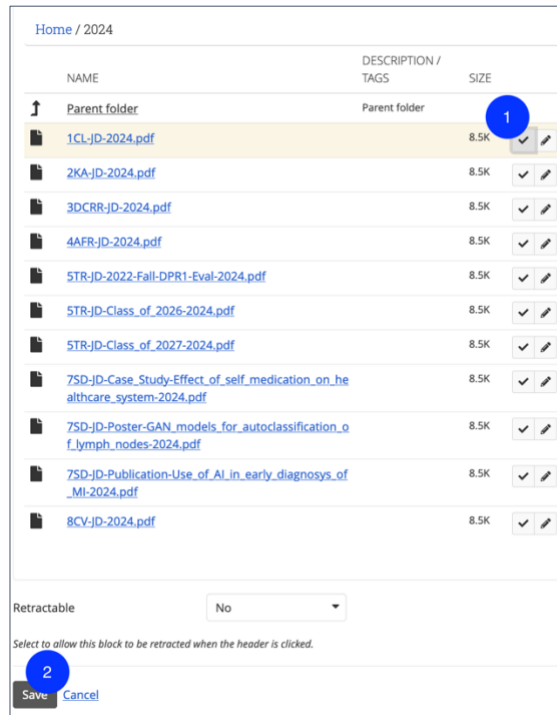 Home / 2024
DESCRIPTION /
NAME TAGS SIZE
Parent folder Parent folder
1
1CL-JD-2024.pdf 8.5K
2KA-JD-2024.pdf 8.5K
3DCRR-JD-2024.pdf 8.5K
4AFR-JD-2024.pdf 8.5K
5TR-JD-2022-Fall-DPR1-Eval-2024.pdf 8.5K
5TR-JD-Class_of_2026-2024.pdf 8.5K
5TR-JD-Class_of_2027-2024.pdf 8.5K
7SD-JD-Case_Study-Effect_of_self_medication_on_he 8.5K
althcare_system-2024.pdf
7SD-JD-Poster-GAN_models_for_autoclassification_o 8.5K
f_lymph_nodes-2024.pdf
7SD-JD-Publication-Use_of_AI_in_early_diagnosys_of 8.5K
_MI-2024.pdf
8CV-JD-2024.pdf 8.5K
Retractable No
Select to allow this block to be retracted when the header is clicked.
2
Save Cancel